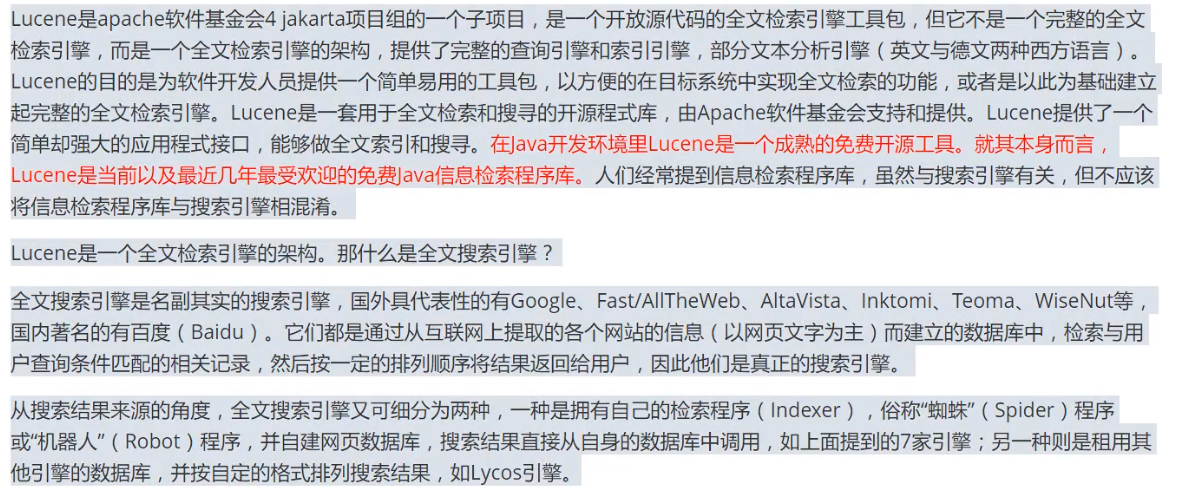 Lucene是apache软件基金会4 jakarta项目组的一个子项目，是一个开放源代码的全文检索引擎工具包，但它不是一个完整的全文
检索引擎，而是一个全文检索引擎的架构，提供了完整的查询引擎和索引引擎，部分文本分析引擎（英文与德文两种西方语言）。
Lucene的目的是为软件开发人员提供一个简单易用的工具包，以方便的在目标系统中实现全文检索的功能，或者是以此为基础建立
起完整的全文检索引擎。Lucene是一套用于全文检索和搜寻的开源程式库，由Apache软件基金会支持和提供。Lucene提供了一个
简单却强大的应用程式接口，能够做全文索引和搜寻。在Java开发环境里Lucene是一个成熟的免费开源工具。就其本身而言，
Lucene是当前以及最近几年最受欢迎的免费Java信息检索程序库。人们经常提到信息检索程序库，虽然与搜索引擎有关，但不应该
将信息检索程序库与搜索引擎相混淆。
Lucene是一个全文检索引擎的架构。那什么是全文搜索引擎？
全文搜索引擎是名副其实的搜索引擎，国外具代表性的有Google、Fast/AllTheWeb、AltaVista、Inktomi、Teoma、WiseNut等，
国内著名的有百度（Baidu）。它们都是通过从互联网上提取的各个网站的信息（以网页文字为主）而建立的数据库中，检索与用
户查询条件匹配的相关记录，然后按一定的排列顺序将结果返回给用户，因此他们是真正的搜索引擎。
从搜索结果来源的角度，全文搜索引擎又可细分为两种，一种是拥有自己的检索程序（Indexer），俗称“蜘蛛”（Spider）程序
或“机器人”（Robot）程序，并自建网页数据库，搜索结果直接从自身的数据库中调用，如上面提到的7家引擎；另一种则是租用其
他引擎的数据库，并按自定的格式排列搜索结果，如Lycos引擎。